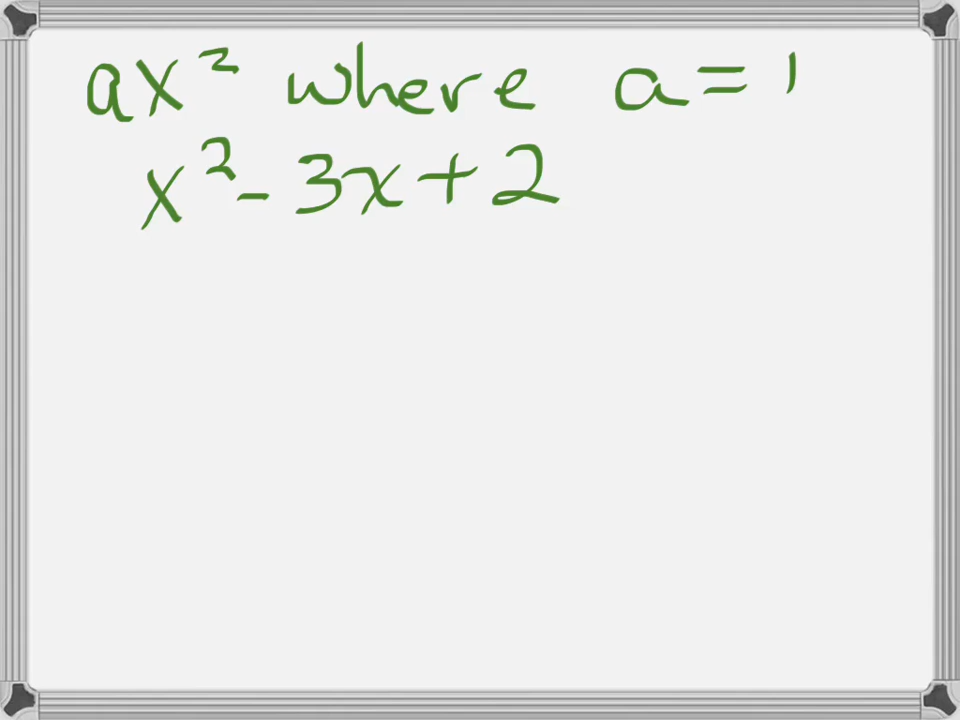 ax² where a = 1
x² - 3x + 2